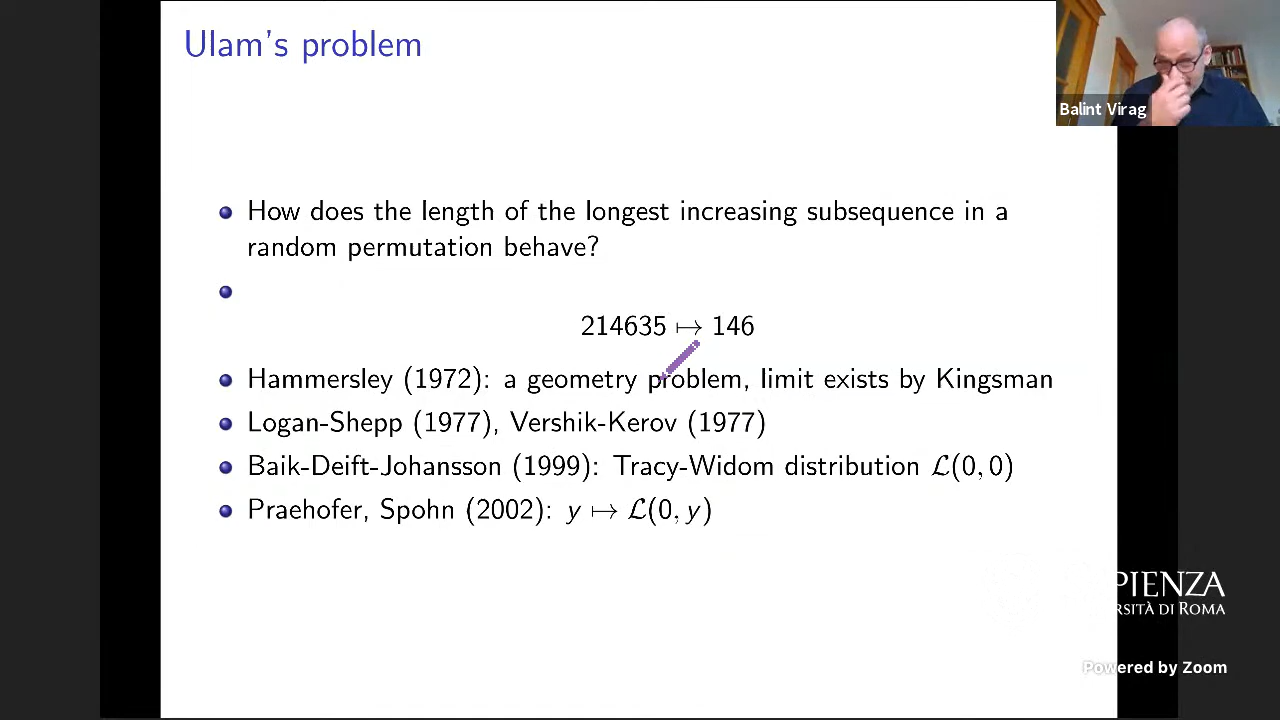 Ulam's problem
Balint Virag
How does the length of the longest increasing subsequence in a
random permutation behave?
214635 ↦ 146
Hammersley (1972): a geometry problem, limit exists by Kingsman
Logan-Shepp (1977), Vershik-Kerov (1977)
Baik-Deift-Johansson (1999): Tracy-Widom distribution ℒ(0, 0)
Praehofer, Spohn (2002): y ↦ ℒ(0, y)
PIENZA
RSITÀ DI ROMA
Powered by Zoom